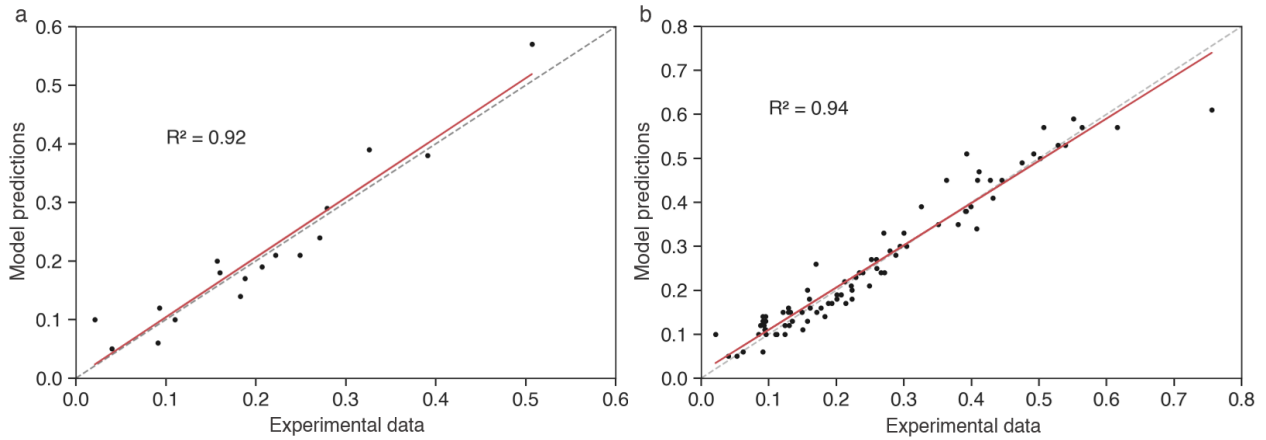 a
0.6
0.5
0.4
0.3
0.2
0.1
0.0
R² = 0.92
Model predictions
0.0 0.1 0.2 0.3 0.4 0.5 0.6
Experimental data
b
0.8
0.7
0.6
0.5
0.4
0.3
0.2
0.1
0.0
R² = 0.94
Model predictions
0.0 0.1 0.2 0.3 0.4 0.5 0.6 0.7 0.8
Experimental data